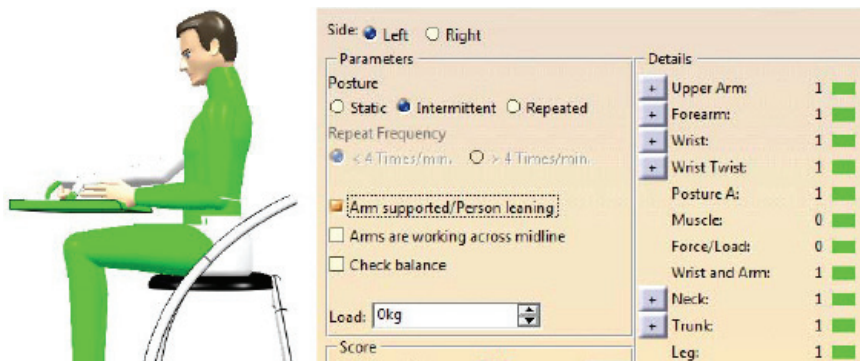 Side: Left Right
Parameters
Posture
Static Intermittent Repeated
Repeat Frequency
< 4 Times/min. > 4 Times/min.
Arm supported/Person leaning
Arms are working across midline
Check balance
Load: 0kg
Score
Details
+ Upper Arm: 1
+ Forearm: 1
+ Wrist: 1
+ Wrist Twist: 1
Posture A: 1
Muscle: 0
Force/Load: 0
Wrist and Arm: 1
+ Neck: 1
+ Trunk: 1
Leg: 1